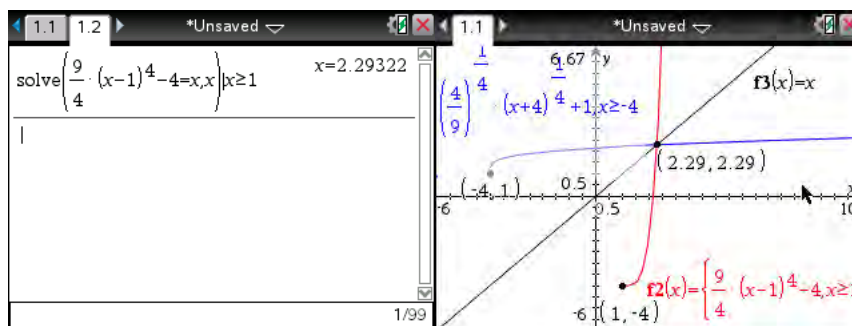 1.1 1.2 *Unsaved
solve(9/4·(x-1)^4-4=x,x)|x≥1
x=2.29322
1/99
1.1 *Unsaved
6.67 y
(4/9)^(1/4)·(x+4)^(1/4)+1,x≥-4
f3(x)=x
(2.29,2.29)
(-4,1)
0.5
-6 0.5 10
f2(x)={9/4·(x-1)^4-4,x≥1
-6 (1,-4)